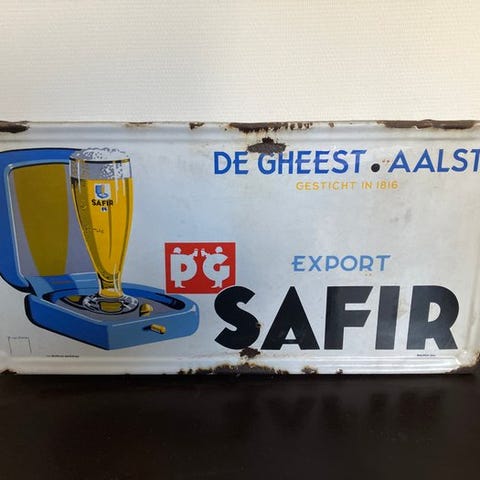 DE GHEEST • AALST
GESTICHT IN 1816
SAFIR
DG
EXPORT
SAFIR